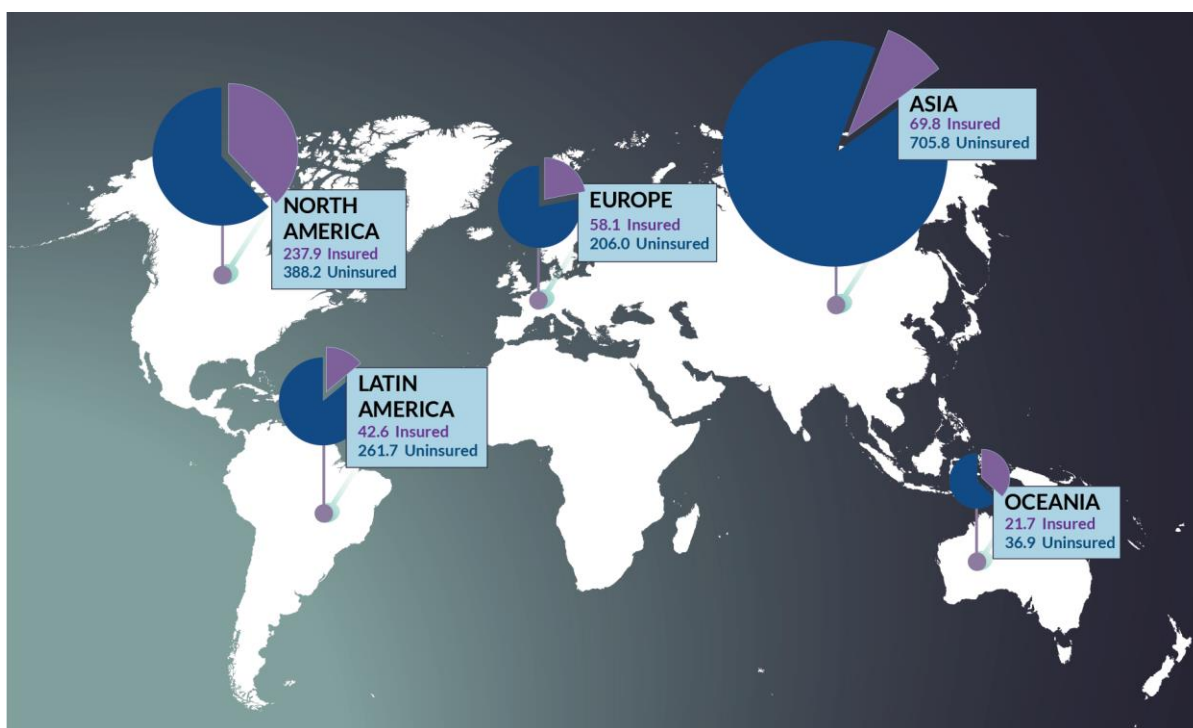 NORTH
AMERICA
237.9 Insured
388.2 Uninsured
EUROPE
58.1 Insured
206.0 Uninsured
ASIA
69.8 Insured
705.8 Uninsured
LATIN
AMERICA
42.6 Insured
261.7 Uninsured
OCEANIA
21.7 Insured
36.9 Uninsured